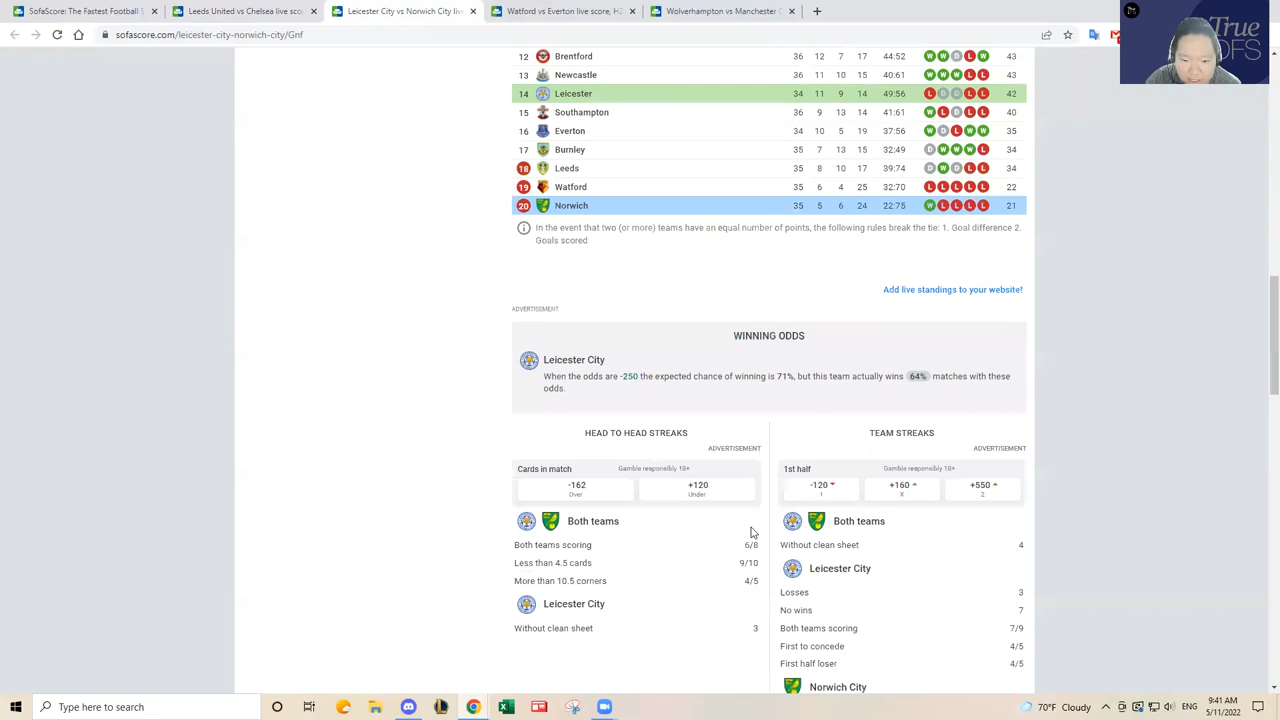 SofaScore: The Fastest Football S
Leeds United vs Chelsea live sco
Leicester City vs Norwich City liv
Watford vs Everton live score, H2
Wolverhampton vs Manchester C
sofascore.com/leicester-city-norwich-city/Gnf
True
DFS
12 Brentford 36 12 7 17 44:52 W W D L W 43
13 Newcastle 36 11 10 15 40:61 W W W L L 43
14 Leicester 34 11 9 14 49:56 L D D L L 42
15 Southampton 36 9 13 14 41:61 W L D L L 40
16 Everton 34 10 5 19 37:56 W D L W W 35
17 Burnley 35 7 13 15 32:49 D W W W L 34
18 Leeds 35 8 10 17 39:74 D W D L L 34
19 Watford 35 6 4 25 32:70 L L L L L 22
20 Norwich 35 5 6 24 22:75 W L L L L 21
In the event that two (or more) teams have an equal number of points, the following rules break the tie: 1. Goal difference 2.
Goals scored
Add live standings to your website!
ADVERTISEMENT
WINNING ODDS
Leicester City
When the odds are -250 the expected chance of winning is 71%, but this team actually wins 64% matches with these
odds.
HEAD TO HEAD STREAKS
ADVERTISEMENT
Cards in match Gamble responsibly 18+
-162 +120
Over Under
Both teams
Both teams scoring 6/8
Less than 4.5 cards 9/10
More than 10.5 corners 4/5
Leicester City
Without clean sheet 3
TEAM STREAKS
ADVERTISEMENT
1st half Gamble responsibly 18+
-120 +160 +550
1 X 2
Both teams
Without clean sheet 4
Leicester City
Losses 3
No wins 7
Both teams scoring 7/9
First to concede 4/5
First half loser 4/5
Norwich City
Type here to search
70°F Cloudy
9:41 AM
5/11/2022